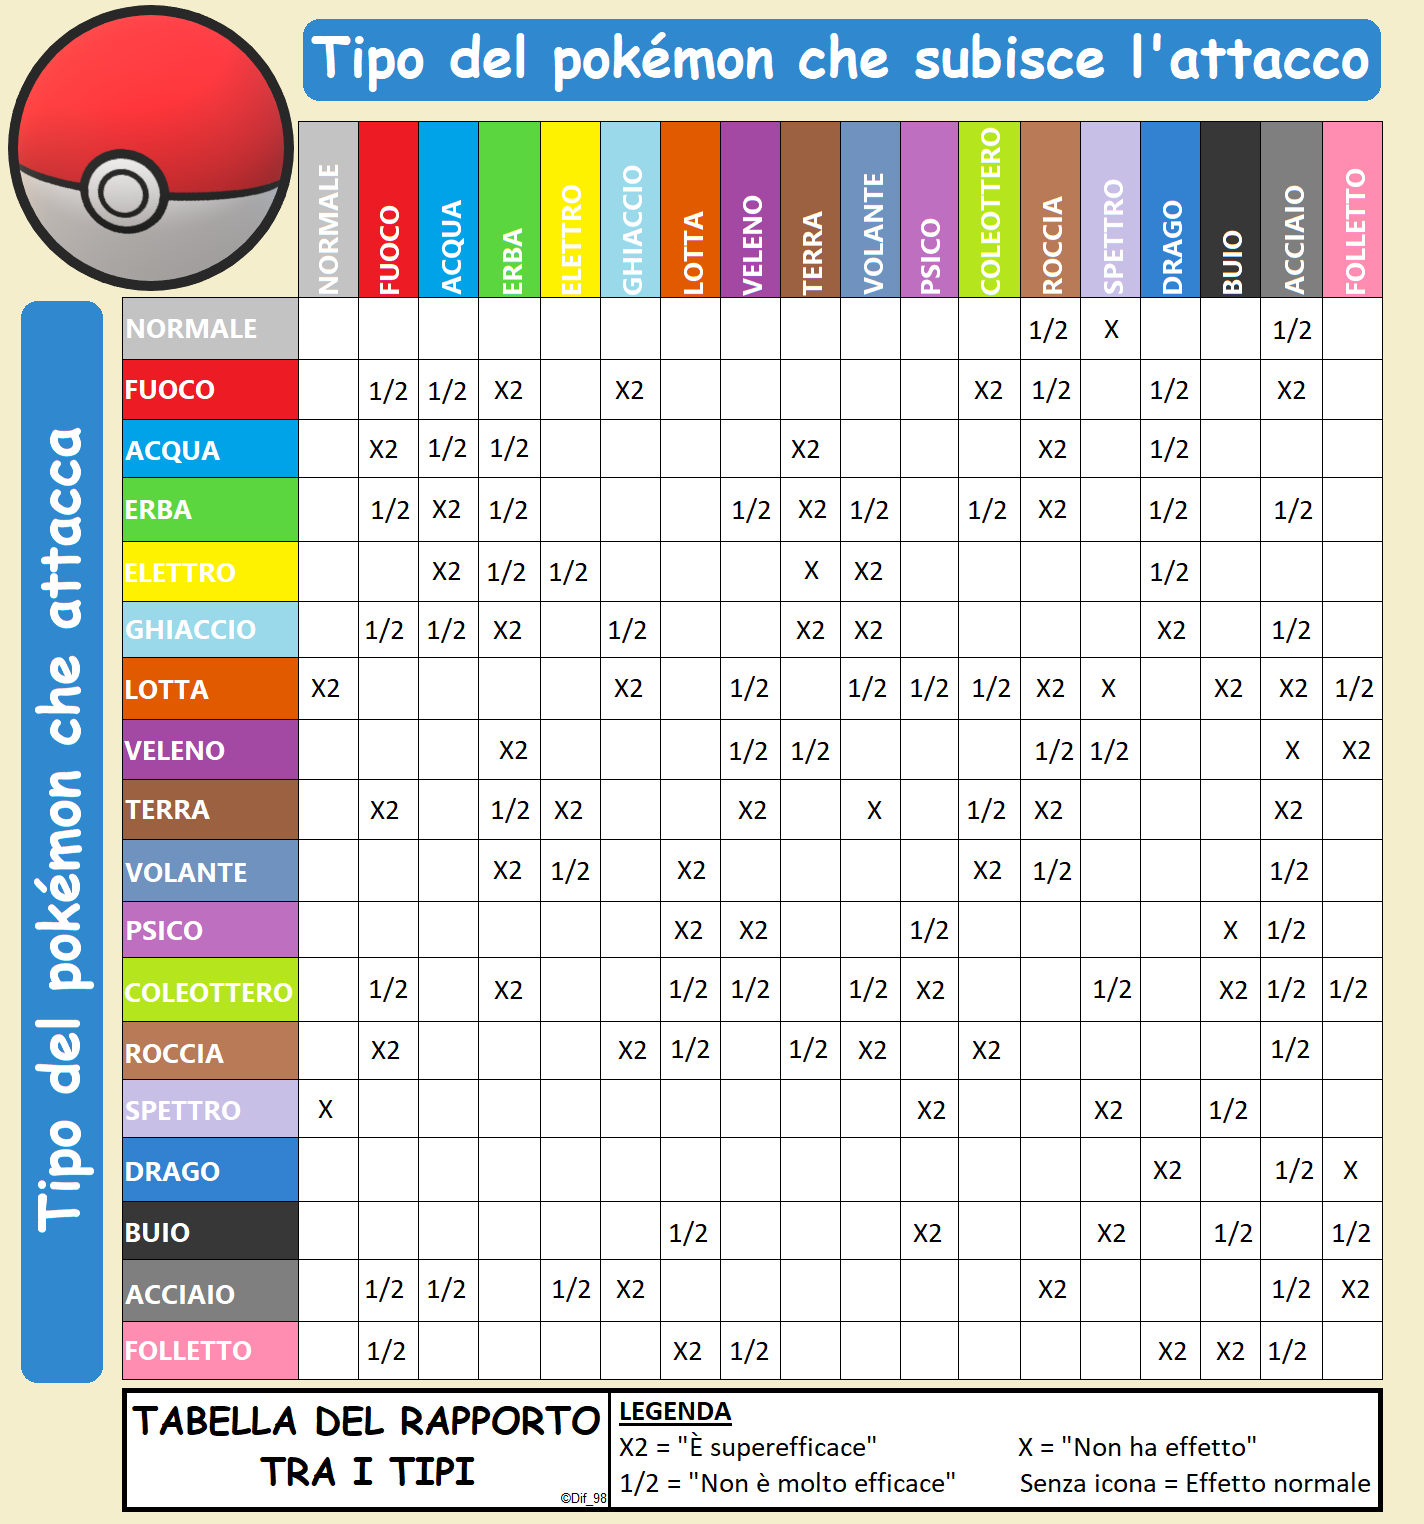 Tipo del pokémon che subisce l'attacco
NORMALE FUOCO ACQUA ERBA ELETTRO GHIACCIO LOTTA VELENO TERRA VOLANTE PSICO COLEOTTERO ROCCIA SPETTRO DRAGO BUIO ACCIAIO FOLLETTO
Tipo del pokémon che attacca
NORMALE 1/2 X 1/2
FUOCO 1/2 1/2 X2 X2 X2 1/2 1/2 X2
ACQUA X2 1/2 1/2 X2 X2 1/2
ERBA 1/2 X2 1/2 1/2 X2 1/2 1/2 X2 1/2 1/2
ELETTRO X2 1/2 1/2 X X2 1/2
GHIACCIO 1/2 1/2 X2 1/2 X2 X2 X2 1/2
LOTTA X2 X2 1/2 1/2 1/2 1/2 X2 X X2 X2 1/2
VELENO X2 1/2 1/2 1/2 1/2 X X2
TERRA X2 1/2 X2 X2 X 1/2 X2 X2
VOLANTE X2 1/2 X2 X2 1/2 1/2
PSICO X2 X2 1/2 X 1/2
COLEOTTERO 1/2 X2 1/2 1/2 1/2 X2 1/2 X2 1/2 1/2
ROCCIA X2 X2 1/2 1/2 X2 X2 1/2
SPETTRO X X2 X2 1/2
DRAGO X2 1/2 X
BUIO 1/2 X2 X2 1/2 1/2
ACCIAIO 1/2 1/2 1/2 X2 X2 1/2 X2
FOLLETTO 1/2 X2 1/2 X2 X2 1/2
TABELLA DEL RAPPORTO
TRA I TIPI
©Dif_98
LEGENDA
X2 = "È superefficace" X = "Non ha effetto"
1/2 = "Non è molto efficace" Senza icona = Effetto normale